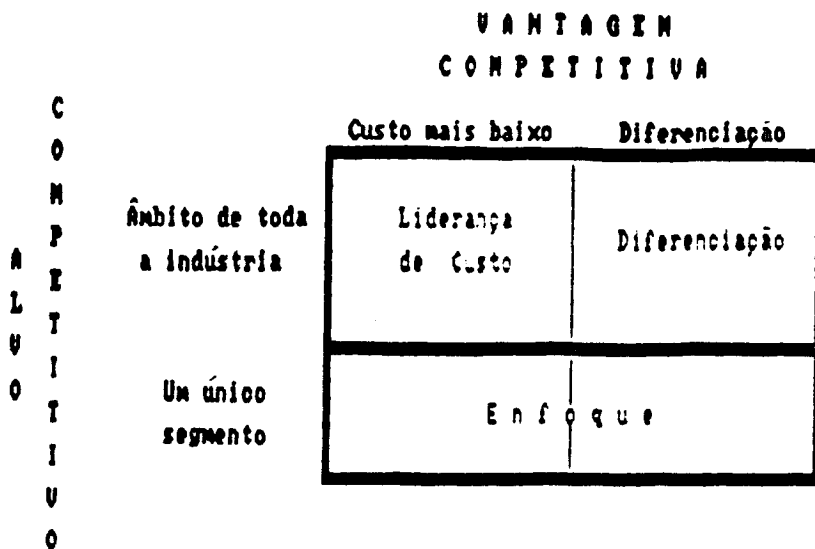 VANTAGEM
COMPETITIVA
Custo mais baixo Diferenciação
ALVO
COMPETITIVO
Âmbito de toda
a indústria
Liderança
de Custo
Diferenciação
Um único
segmento
Enfoque